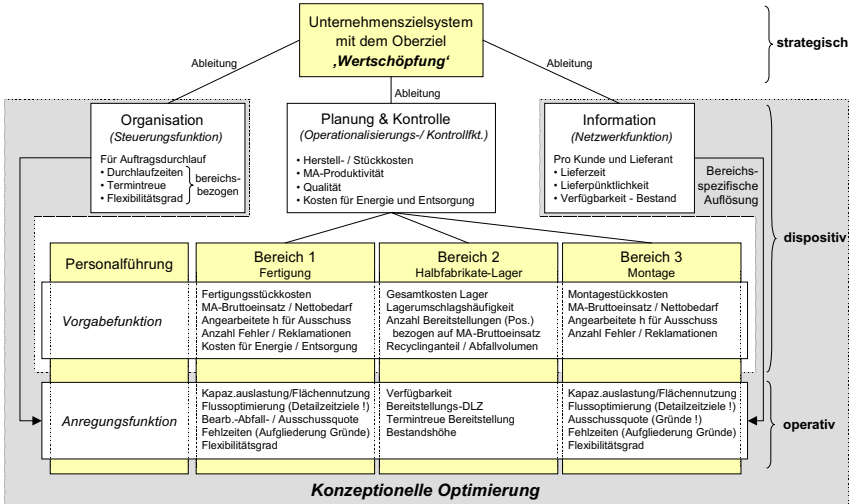 Unternehmenszielsystem
mit dem Oberziel
‚Wertschöpfung‘
strategisch
Ableitung
Ableitung
Ableitung
Organisation
(Steuerungsfunktion)
Für Auftragsdurchlauf
• Durchlaufzeiten
• Termintreue
• Flexibilitätsgrad
bereichs-
bezogen
Planung & Kontrolle
(Operationalisierungs-/ Kontrollfkt.)
• Herstell- / Stückkosten
• MA-Produktivität
• Qualität
• Kosten für Energie und Entsorgung
Information
(Netzwerkfunktion)
Pro Kunde und Lieferant
• Lieferzeit
• Lieferpünktlichkeit
• Verfügbarkeit - Bestand
Bereichs-
spezifische
Auflösung
dispositiv
Personalführung
Bereich 1
Fertigung
Bereich 2
Halbfabrikate-Lager
Bereich 3
Montage
Vorgabefunktion
Fertigungsstückkosten
MA-Bruttoeinsatz / Nettobedarf
Angearbeitete h für Ausschuss
Anzahl Fehler / Reklamationen
Kosten für Energie / Entsorgung
Gesamtkosten Lager
Lagerumschlagshäufigkeit
Anzahl Bereitstellungen (Pos.)
bezogen auf MA-Bruttoeinsatz
Recyclinganteil / Abfallvolumen
Montagestückkosten
MA-Bruttoeinsatz / Nettobedarf
Angearbeitete h für Ausschuss
Anzahl Fehler / Reklamationen
Anregungsfunktion
Kapaz.auslastung/Flächennutzung
Flussoptimierung (Detailzeitziele !)
Bearb.-Abfall- / Ausschussquote
Fehlzeiten (Aufgliederung Gründe)
Flexibilitätsgrad
Verfügbarkeit
Bereitstellungs-DLZ
Termintreue Bereitstellung
Bestandshöhe
Kapaz.auslastung/Flächennutzung
Flussoptimierung (Detailzeitziele !)
Ausschussquote (Gründe !)
Fehlzeiten (Aufgliederung Gründe)
Flexibilitätsgrad
operativ
Konzeptionelle Optimierung